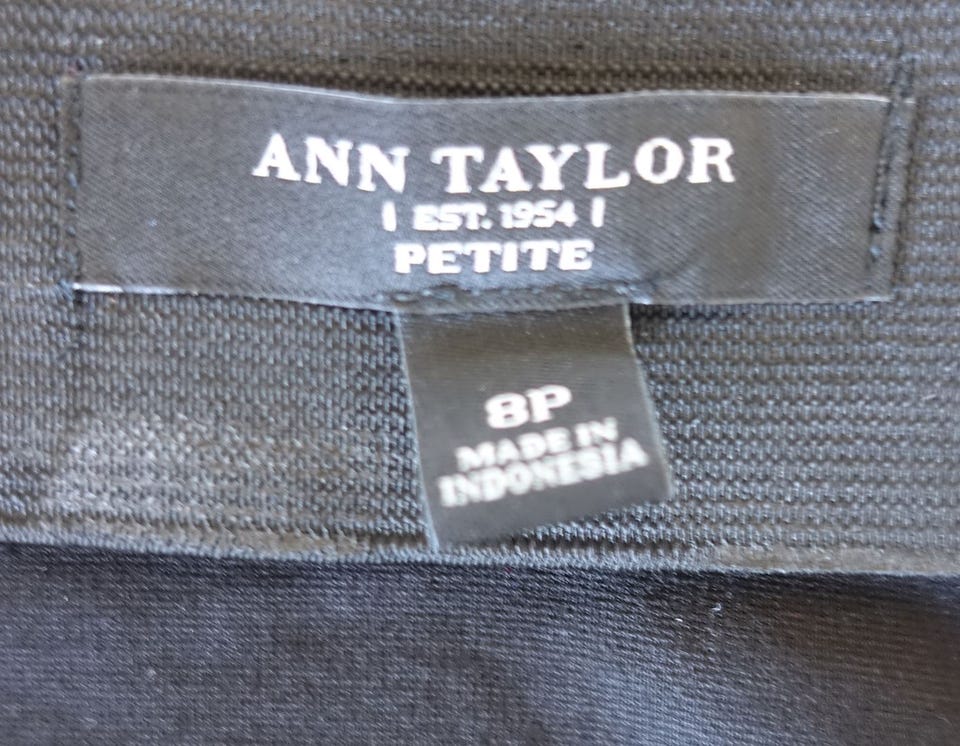 ANN TAYLOR
| EST. 1954 |
PETITE
8P
MADE IN
INDONESIA